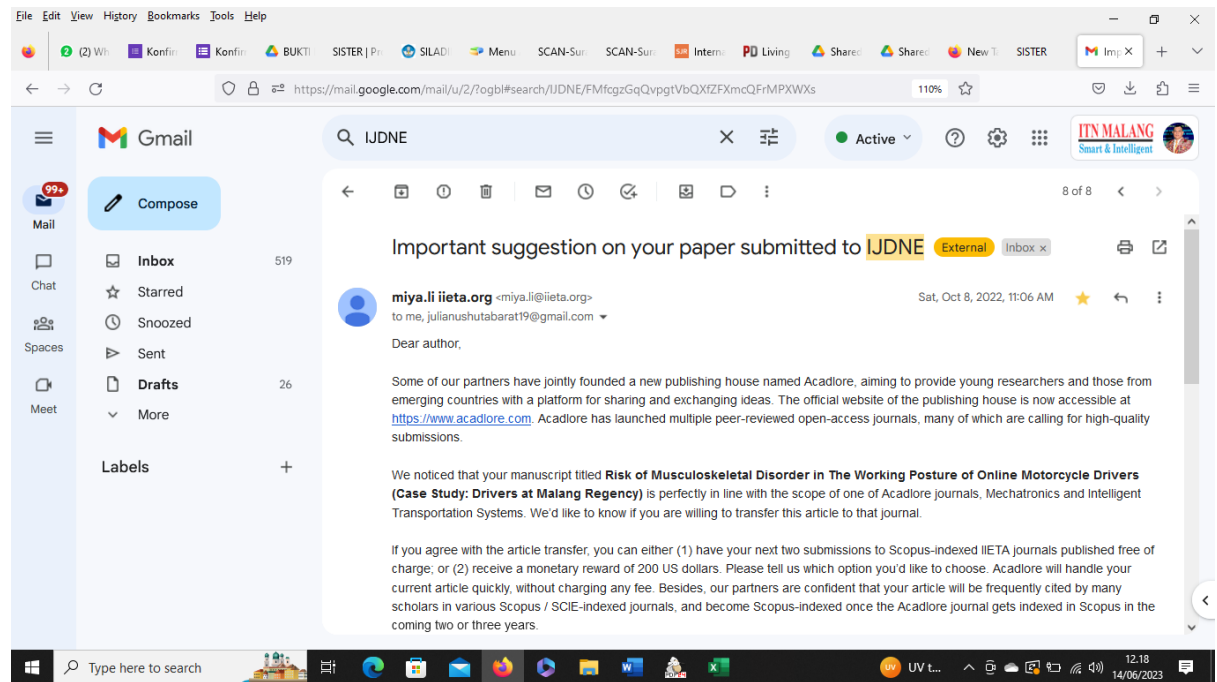 File Edit View History Bookmarks Tools Help
2 (2) Wh Konfir Konfir BUKTI SISTER | Pr SILAD Menu SCAN-Sur SCAN-Sur SJR Interna PD Living Shared Shared New T SISTER Imp
https://mail.google.com/mail/u/2/?ogbl#search/IJDNE/FMfcgzGqQvpgtVbQXfZFXmcQFrMPXWXs 110%
Gmail
IJDNE
Active
ITN MALANG
Smart & Intelligent
99+
Mail
Chat
Spaces
Meet
Compose
Inbox 519
Starred
Snoozed
Sent
Drafts 26
More
Labels
8 of 8
Important suggestion on your paper submitted to IJDNE External Inbox ×
miya.li iieta.org <miya.li@iieta.org> Sat, Oct 8, 2022, 11:06 AM
to me, julianushutabarat19@gmail.com
Dear author,
Some of our partners have jointly founded a new publishing house named Acadlore, aiming to provide young researchers and those from
emerging countries with a platform for sharing and exchanging ideas. The official website of the publishing house is now accessible at
https://www.acadlore.com. Acadlore has launched multiple peer-reviewed open-access journals, many of which are calling for high-quality
submissions.
We noticed that your manuscript titled Risk of Musculoskeletal Disorder in The Working Posture of Online Motorcycle Drivers
(Case Study: Drivers at Malang Regency) is perfectly in line with the scope of one of Acadlore journals, Mechatronics and Intelligent
Transportation Systems. We'd like to know if you are willing to transfer this article to that journal.
If you agree with the article transfer, you can either (1) have your next two submissions to Scopus-indexed IIETA journals published free of
charge; or (2) receive a monetary reward of 200 US dollars. Please tell us which option you'd like to choose. Acadlore will handle your
current article quickly, without charging any fee. Besides, our partners are confident that your article will be frequently cited by many
scholars in various Scopus / SCIE-indexed journals, and become Scopus-indexed once the Acadlore journal gets indexed in Scopus in the
coming two or three years.
Type here to search
UV t...
12.18
14/06/2023